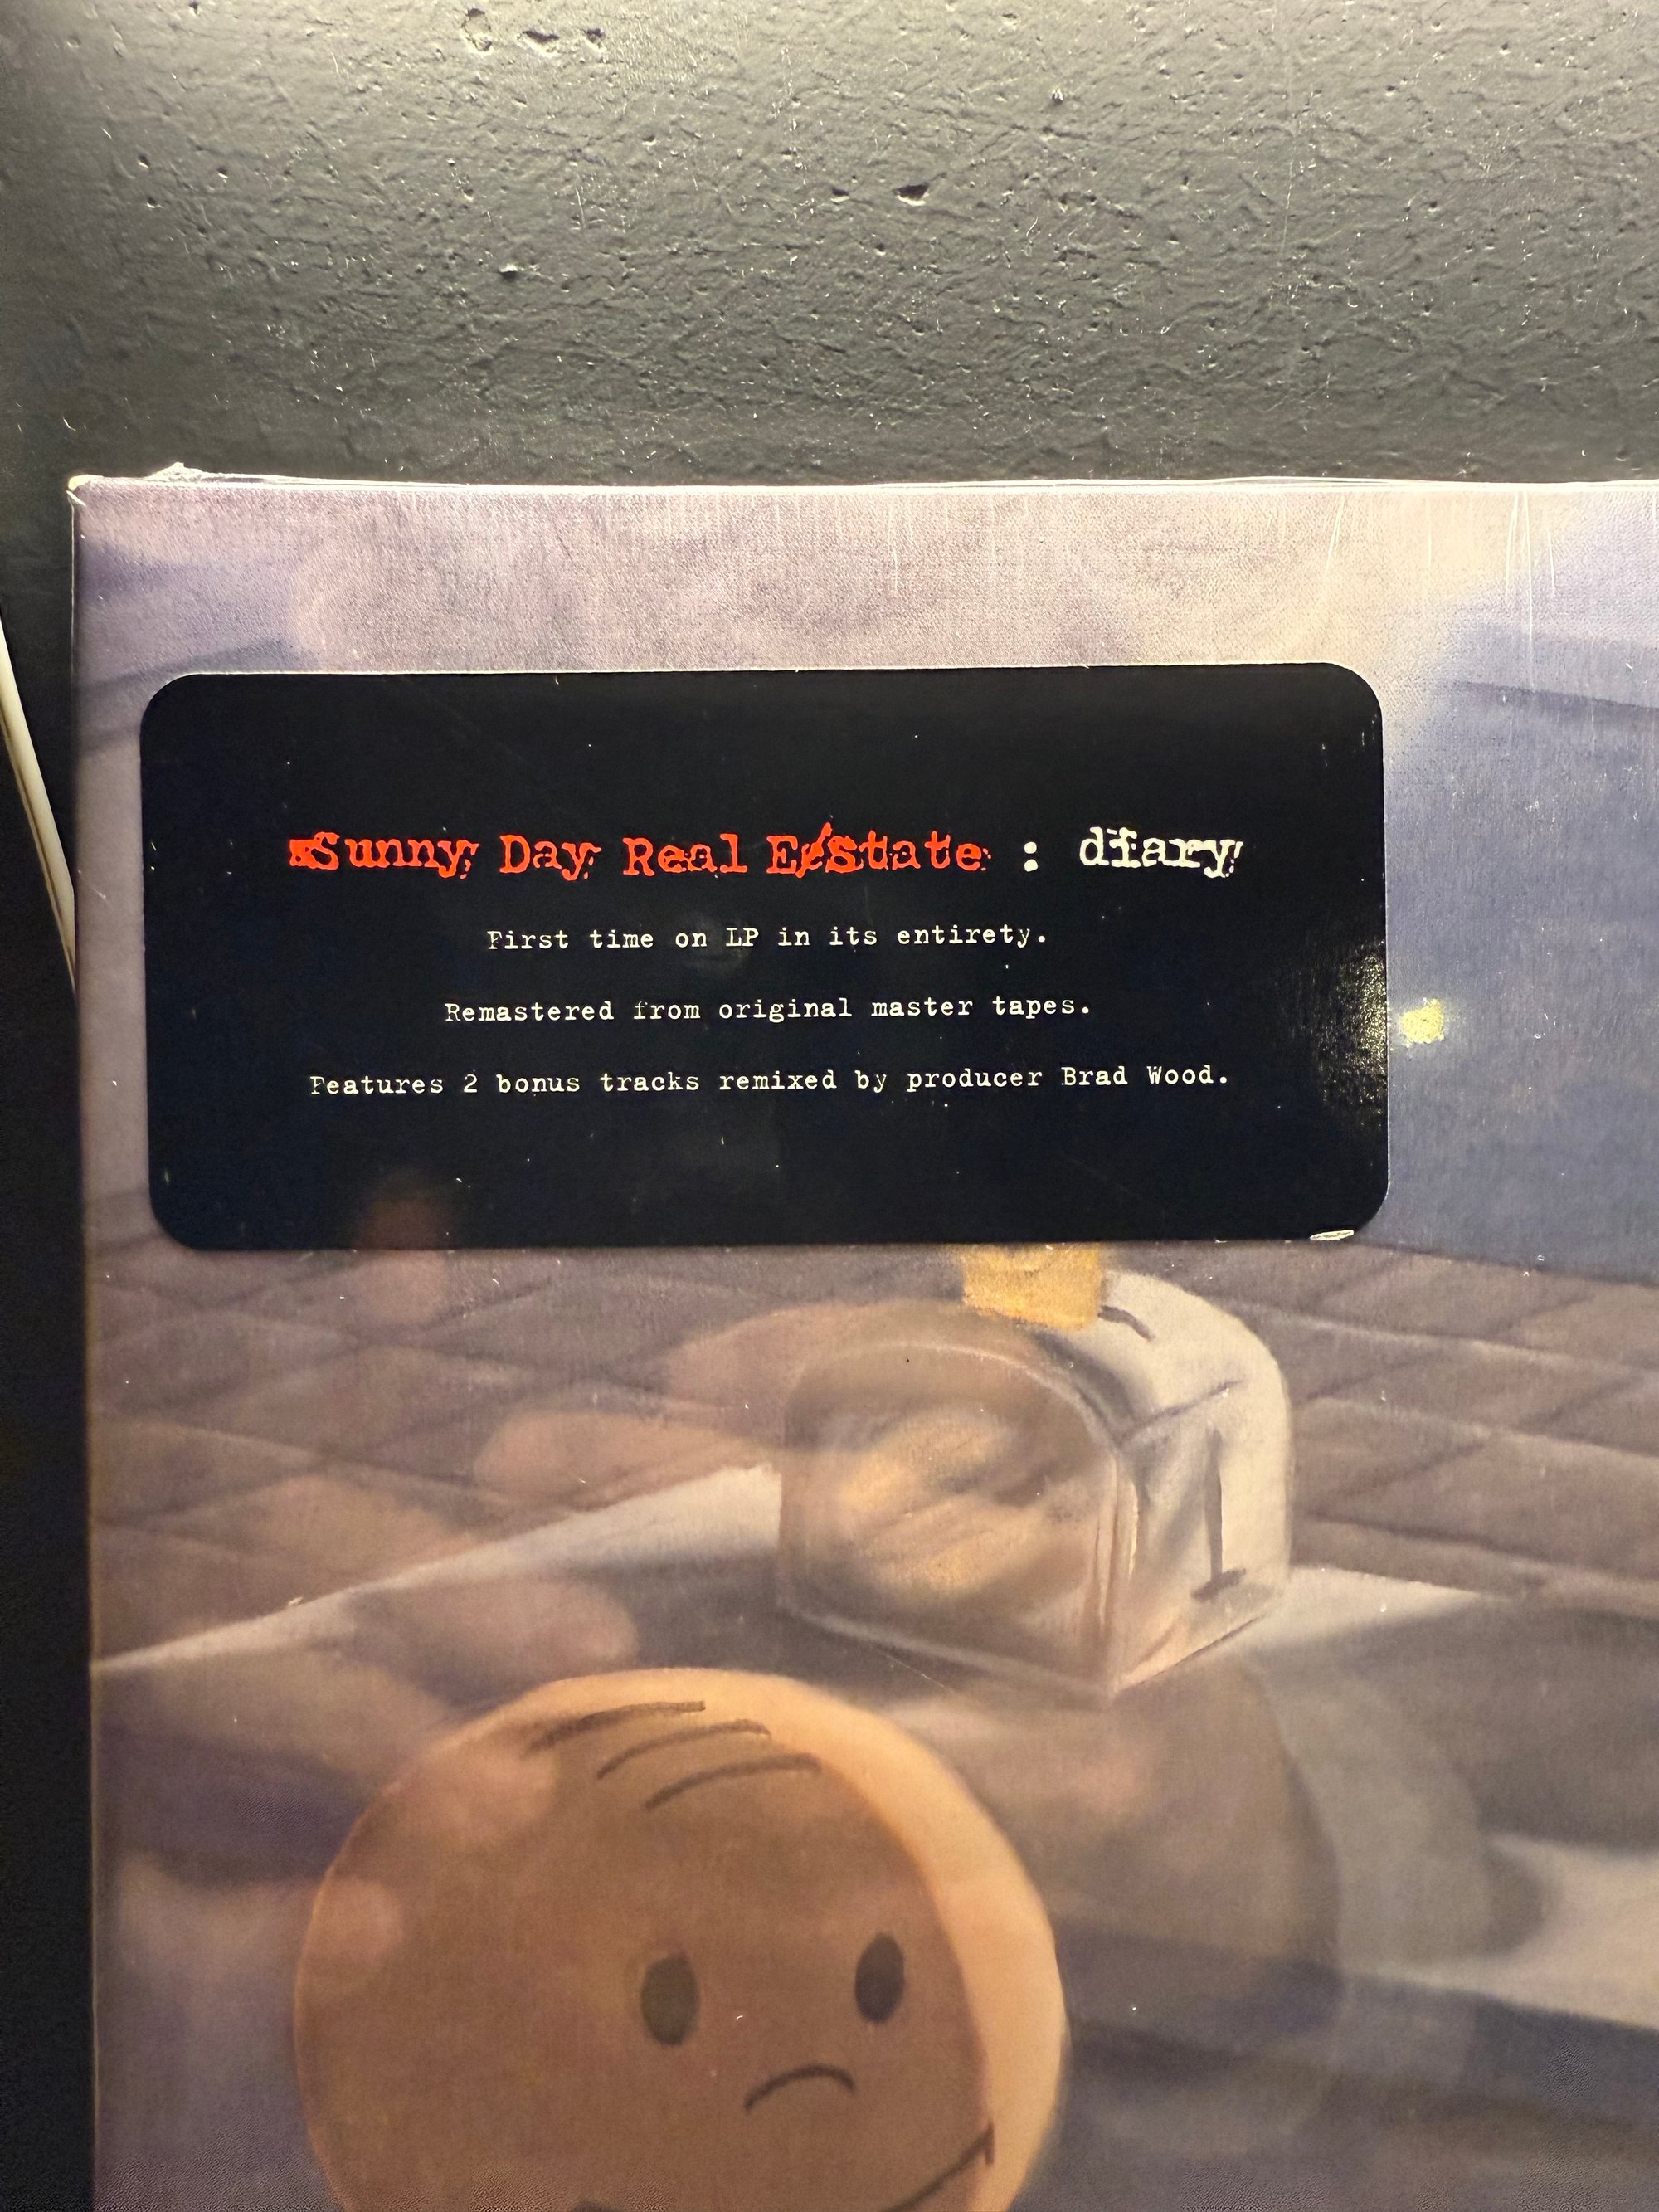 Sunny Day Real Estate : diary
First time on LP in its entirety.
Remastered from original master tapes.
Features 2 bonus tracks remixed by producer Brad Wood.